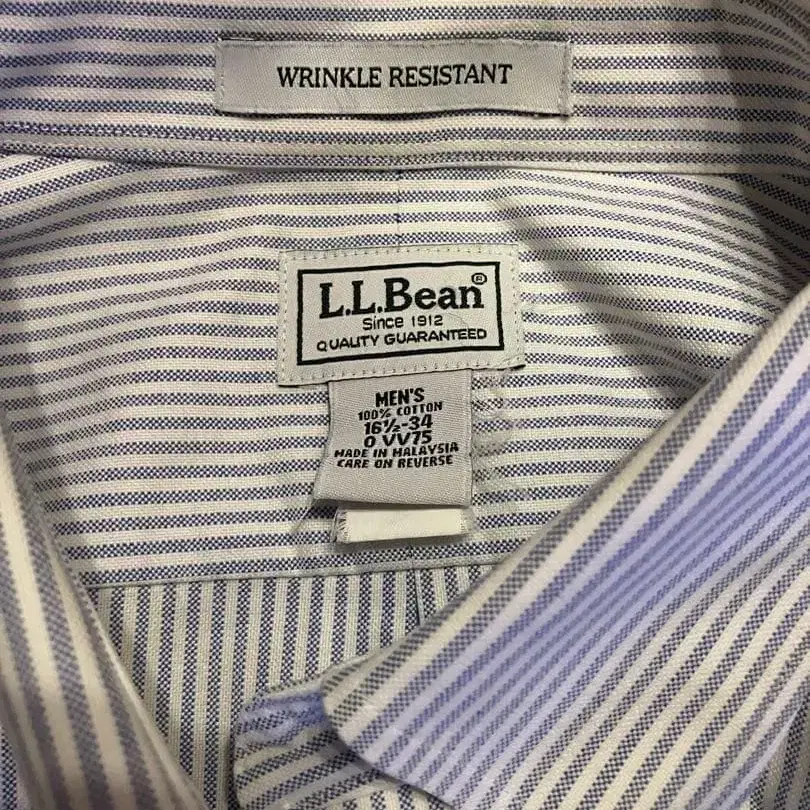 WRINKLE RESISTANT
L.L.Bean®
Since 1912
QUALITY GUARANTEED
MEN'S
100% COTTON
16½-34
0 VV75
MADE IN MALAYSIA
CARE ON REVERSE